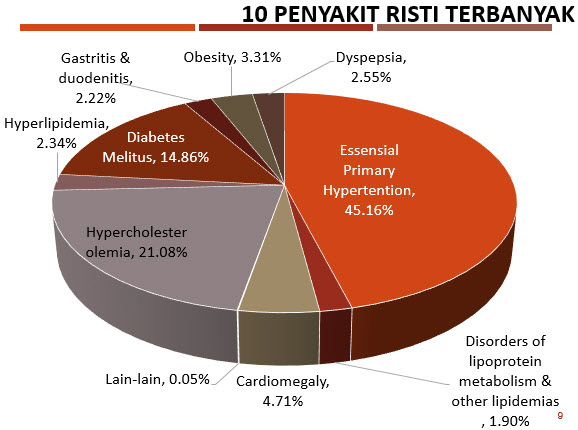 10 PENYAKIT RISTI TERBANYAK
Gastritis &
duodenitis,
2.22%
Obesity, 3.31%
Dyspepsia,
2.55%
Hyperlipidemia,
2.34%
Diabetes
Melitus, 14.86%
Essensial
Primary
Hypertention,
45.16%
Hypercholester
olemia, 21.08%
Lain-lain, 0.05%
Cardiomegaly,
4.71%
Disorders of
lipoprotein
metabolism &
other lipidemias
, 1.90%
9